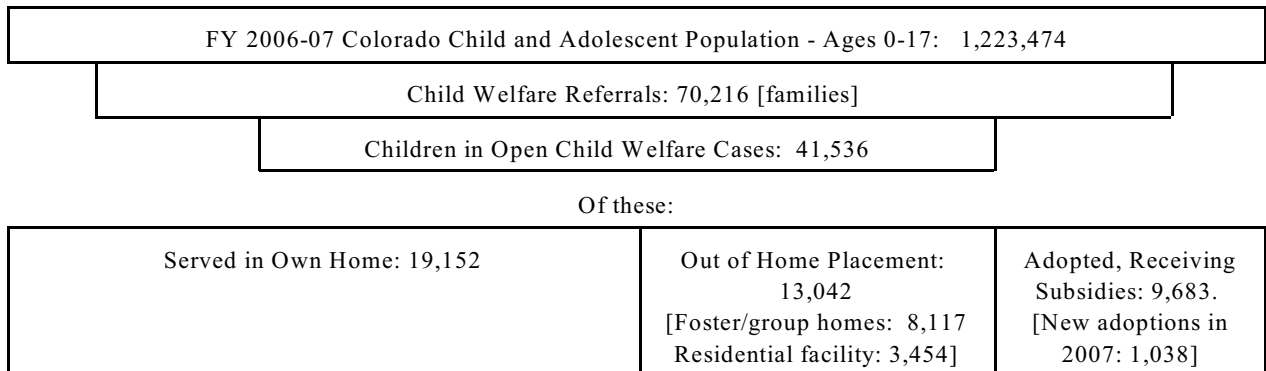 FY 2006-07 Colorado Child and Adolescent Population - Ages 0-17: 1,223,474
Child Welfare Referrals: 70,216 [families]
Children in Open Child Welfare Cases: 41,536
Of these:
Served in Own Home: 19,152
Out of Home Placement:
13,042
[Foster/group homes: 8,117
Residential facility: 3,454]
Adopted, Receiving
Subsidies: 9,683.
[New adoptions in
2007: 1,038]